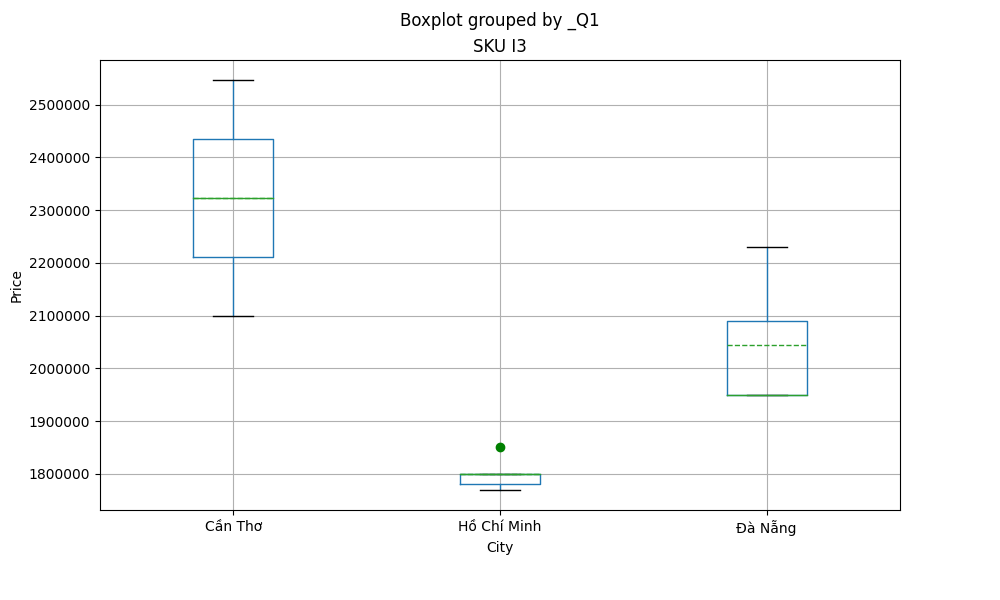 Boxplot grouped by _Q1
SKU I3
2500000
2400000
2300000
2200000
2100000
2000000
1900000
1800000
Price
Cần Thơ
Hồ Chí Minh
Đà Nẵng
City